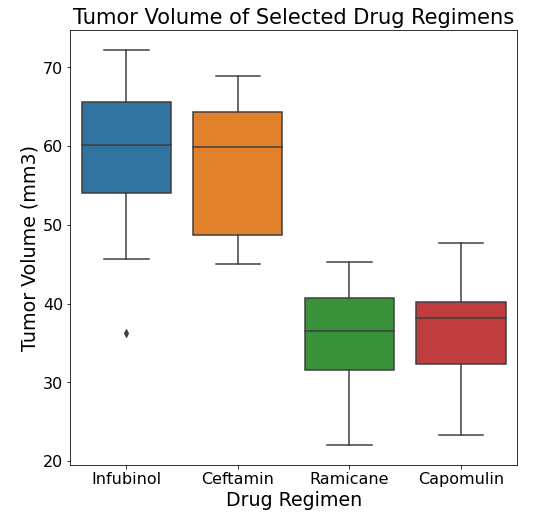 Tumor Volume of Selected Drug Regimens
Tumor Volume (mm3)
70
60
50
40
30
20
Infubinol Ceftamin Ramicane Capomulin
Drug Regimen